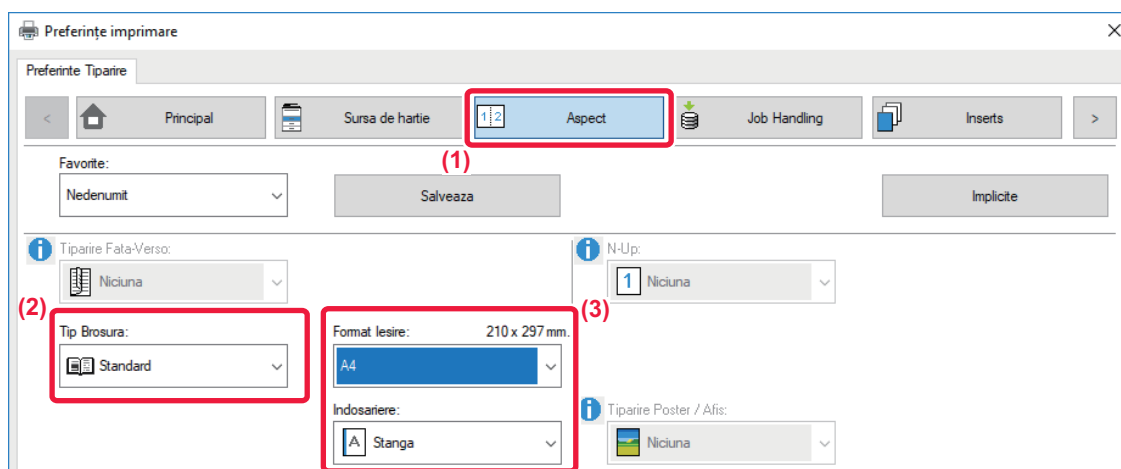 Preferințe imprimare
Preferinte Tiparire
< Principal Sursa de hartie 1 2 Aspect Job Handling Inserts >
(1)
Favorite:
Nedenumit Salveaza Implicite
Tiparire Fata-Verso: N-Up:
Niciuna 1 Niciuna
(2) (3)
Tip Brosura: Format Iesire: 210 x 297 mm.
Standard A4
Indosariere: Tiparire Poster / Afis:
A Stanga Niciuna